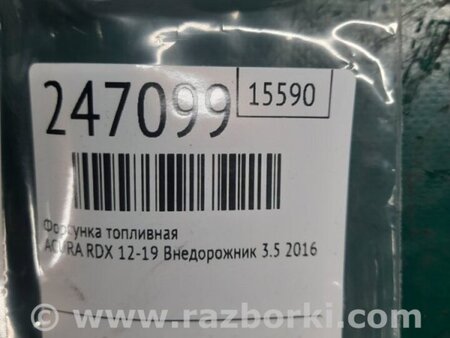 247099
15590
Форсунка топливная
ACURA RDX 12-19 Внедорожник 3.5 2016
www.razborki.com